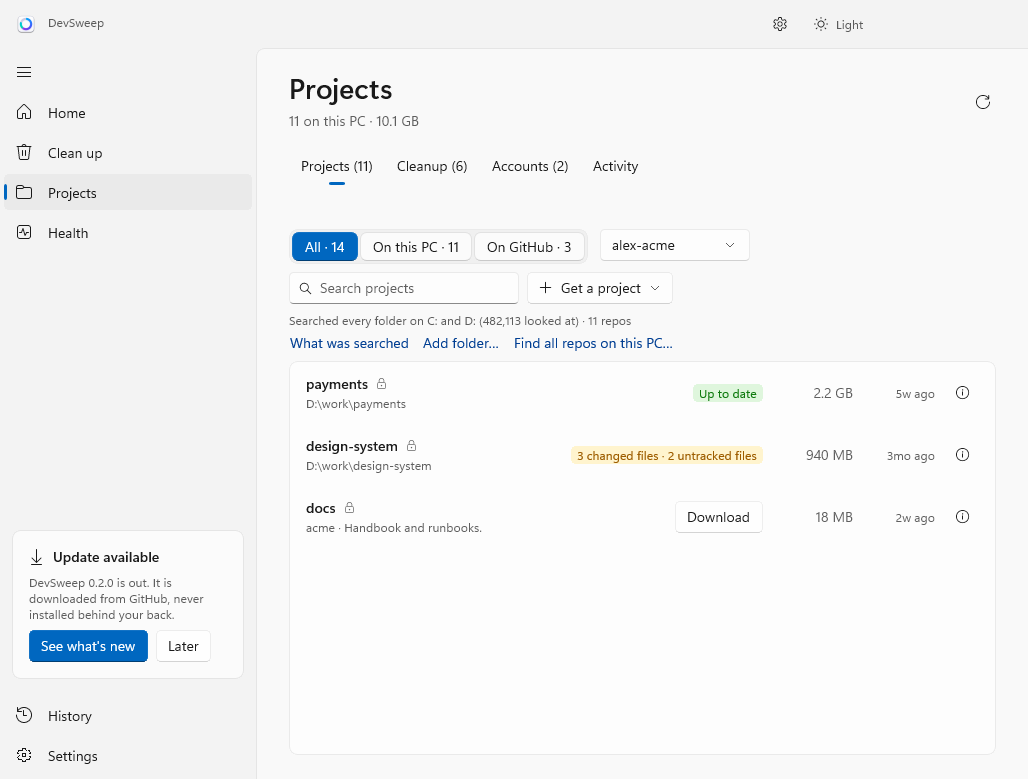 DevSweep
Light
Home
Clean up
Projects
Health
Update available
DevSweep 0.2.0 is out. It is
downloaded from GitHub, never
installed behind your back.
See what's new
Later
History
Settings
Projects
11 on this PC · 10.1 GB
Projects (11)
Cleanup (6)
Accounts (2)
Activity
All · 14
On this PC · 11
On GitHub · 3
alex-acme
Search projects
Get a project
Searched every folder on C: and D: (482,113 looked at) · 11 repos
What was searched
Add folder...
Find all repos on this PC...
payments
Up to date
2.2 GB
5w ago
D:\work\payments
design-system
3 changed files · 2 untracked files
940 MB
3mo ago
D:\work\design-system
docs
Download
18 MB
2w ago
acme · Handbook and runbooks.